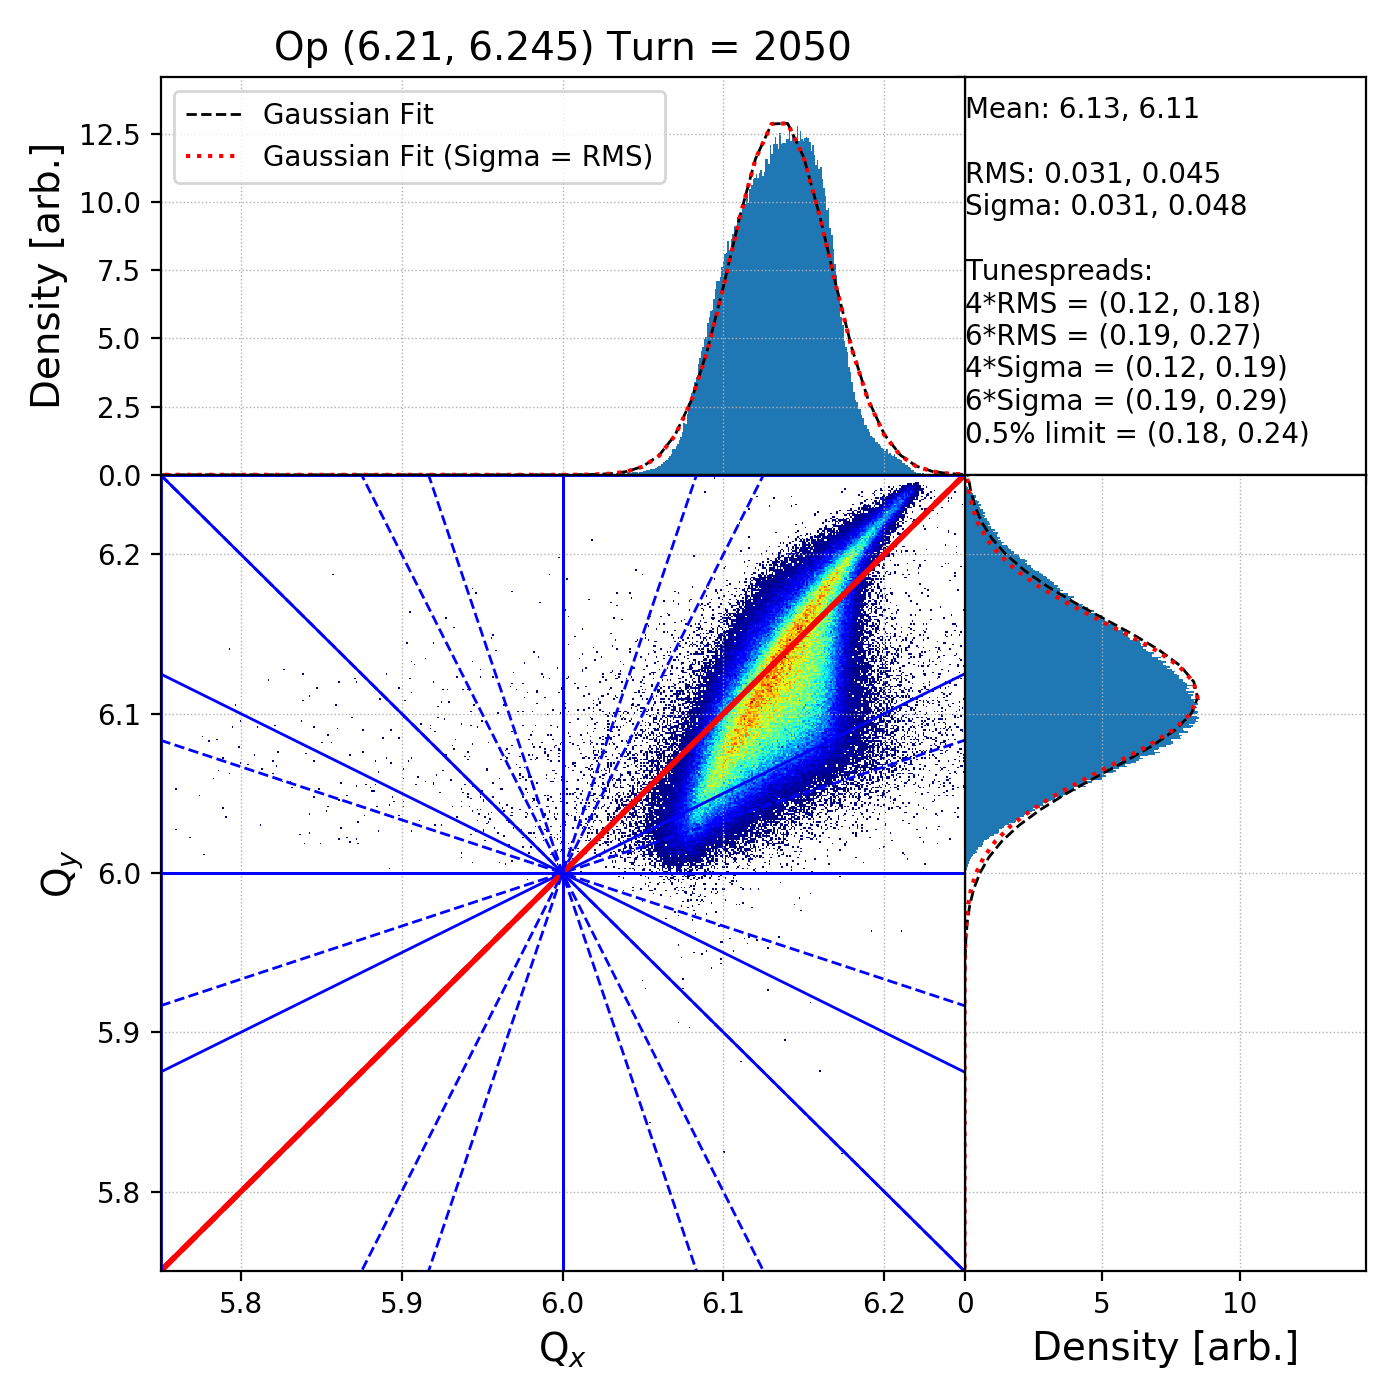 Op (6.21, 6.245) Turn = 2050
Gaussian Fit
Gaussian Fit (Sigma = RMS)
Density [arb.]
12.5
10.0
7.5
5.0
2.5
0.0
Mean: 6.13, 6.11
RMS: 0.031, 0.045
Sigma: 0.031, 0.048
Tunespreads:
4*RMS = (0.12, 0.18)
6*RMS = (0.19, 0.27)
4*Sigma = (0.12, 0.19)
6*Sigma = (0.19, 0.29)
0.5% limit = (0.18, 0.24)
Qy
6.2
6.1
6.0
5.9
5.8
5.8 5.9 6.0 6.1 6.2
Qx
0 5 10
Density [arb.]